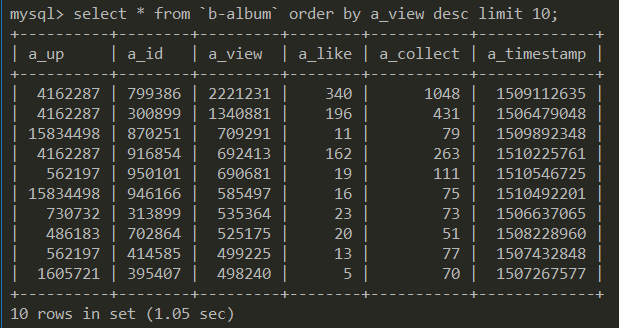 mysql> select * from `b-album` order by a_view desc limit 10;
+----------+--------+---------+--------+-----------+-------------+
| a_up     | a_id   | a_view  | a_like | a_collect | a_timestamp |
+----------+--------+---------+--------+-----------+-------------+
|  4162287 | 799386 | 2221231 |    340 |      1048 |  1509112635 |
|  4162287 | 300899 | 1340881 |    196 |       431 |  1506479048 |
| 15834498 | 870251 |  709291 |     11 |        79 |  1509892348 |
|  4162287 | 916854 |  692413 |    162 |       263 |  1510225761 |
|   562197 | 950101 |  690681 |     19 |       111 |  1510546725 |
| 15834498 | 946166 |  585497 |     16 |        75 |  1510492201 |
|   730732 | 313899 |  535364 |     23 |        73 |  1506637065 |
|   486183 | 702864 |  525175 |     20 |        51 |  1508228960 |
|   562197 | 414585 |  499225 |     13 |        77 |  1507432848 |
|  1605721 | 395407 |  498240 |      5 |        70 |  1507267577 |
+----------+--------+---------+--------+-----------+-------------+
10 rows in set (1.05 sec)